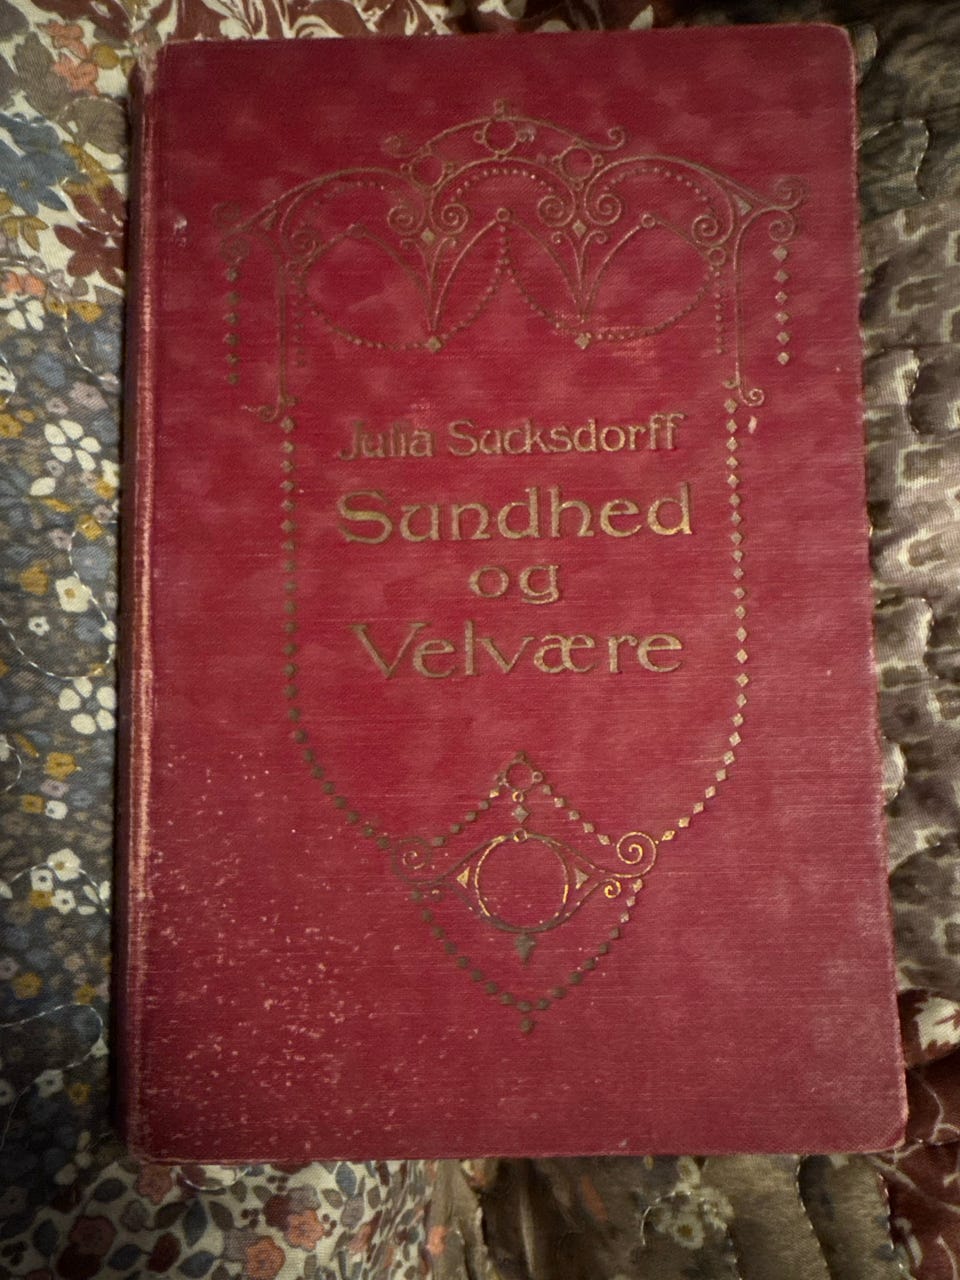 Julia Sucksdorff
Sundhed
og
Velvære